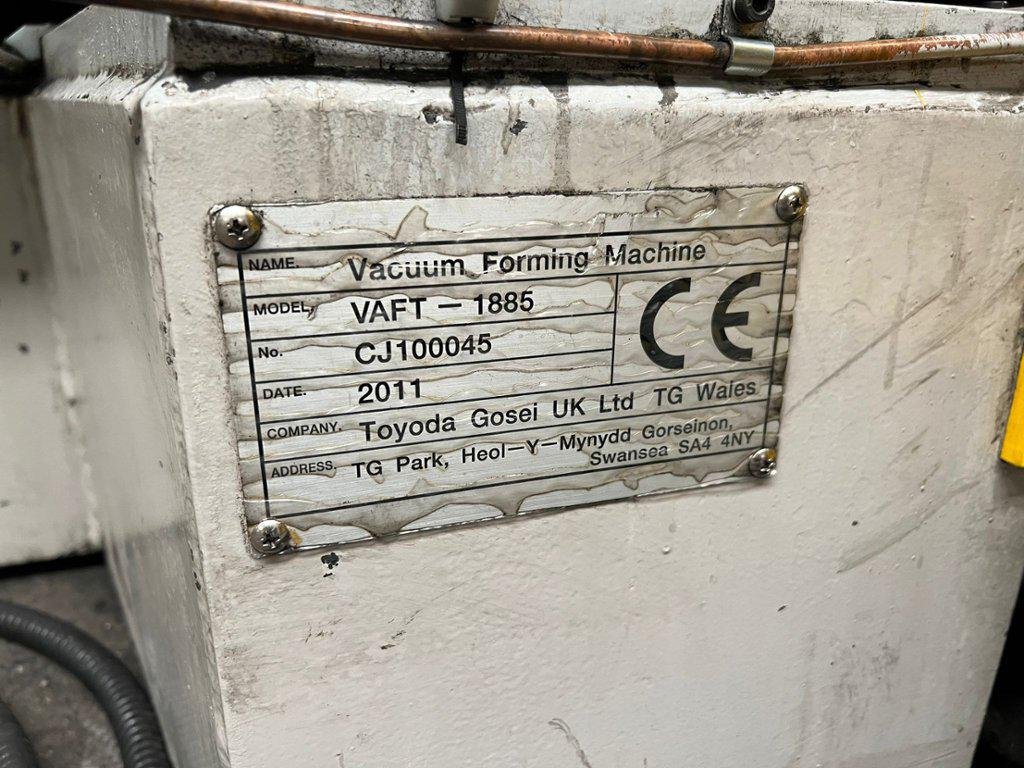 NAME. Vacuum Forming Machine
MODEL, VAFT - 1885
No. CJ100045
CE
DATE. 2011
COMPANY. Toyoda Gosei UK Ltd TG Wales
ADDRESS. TG Park, Heol-Y-Mynydd Gorseinon,
Swansea SA4 4NY